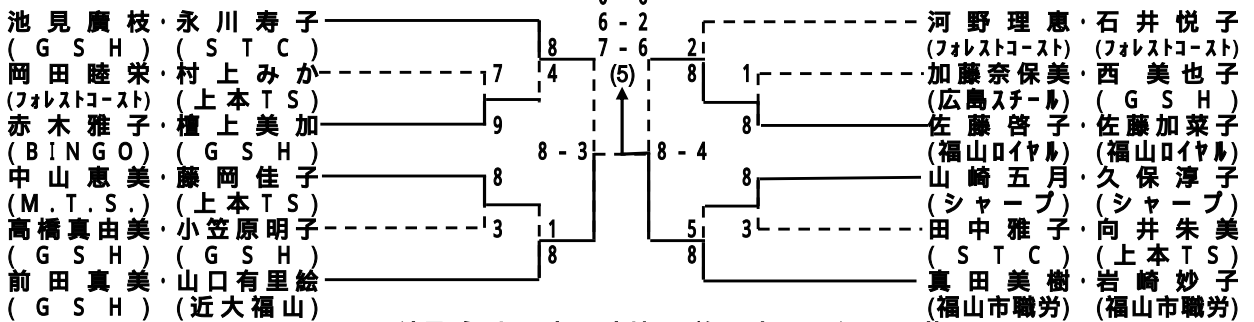 池見廣枝・永川寿子
(GSH) (STC)
岡田睦栄・村上みか
(フォレストコースト) (上本TS)
赤木雅子・檀上美加
(BINGO) (GSH)
中山恵美・藤岡佳子
(M.T.S.) (上本TS)
高橋真由美・小笠原明子
(GSH) (GSH)
前田真美・山口有里絵
(GSH) (近大福山)
8
4
7
9
8
3
1
8
8-3
6-2
7-6
(5)
8-4
2
8
1
8
8
3
5
8
河野理恵・石井悦子
(フォレストコースト) (フォレストコースト)
加藤奈保美・西美也子
(広島スチール) (GSH)
佐藤啓子・佐藤加菜子
(福山ロイヤル) (福山ロイヤル)
山崎五月・久保淳子
(シャープ) (シャープ)
田中雅子・向井朱美
(STC) (上本TS)
真田美樹・岩崎妙子
(福山市職労) (福山市職労)